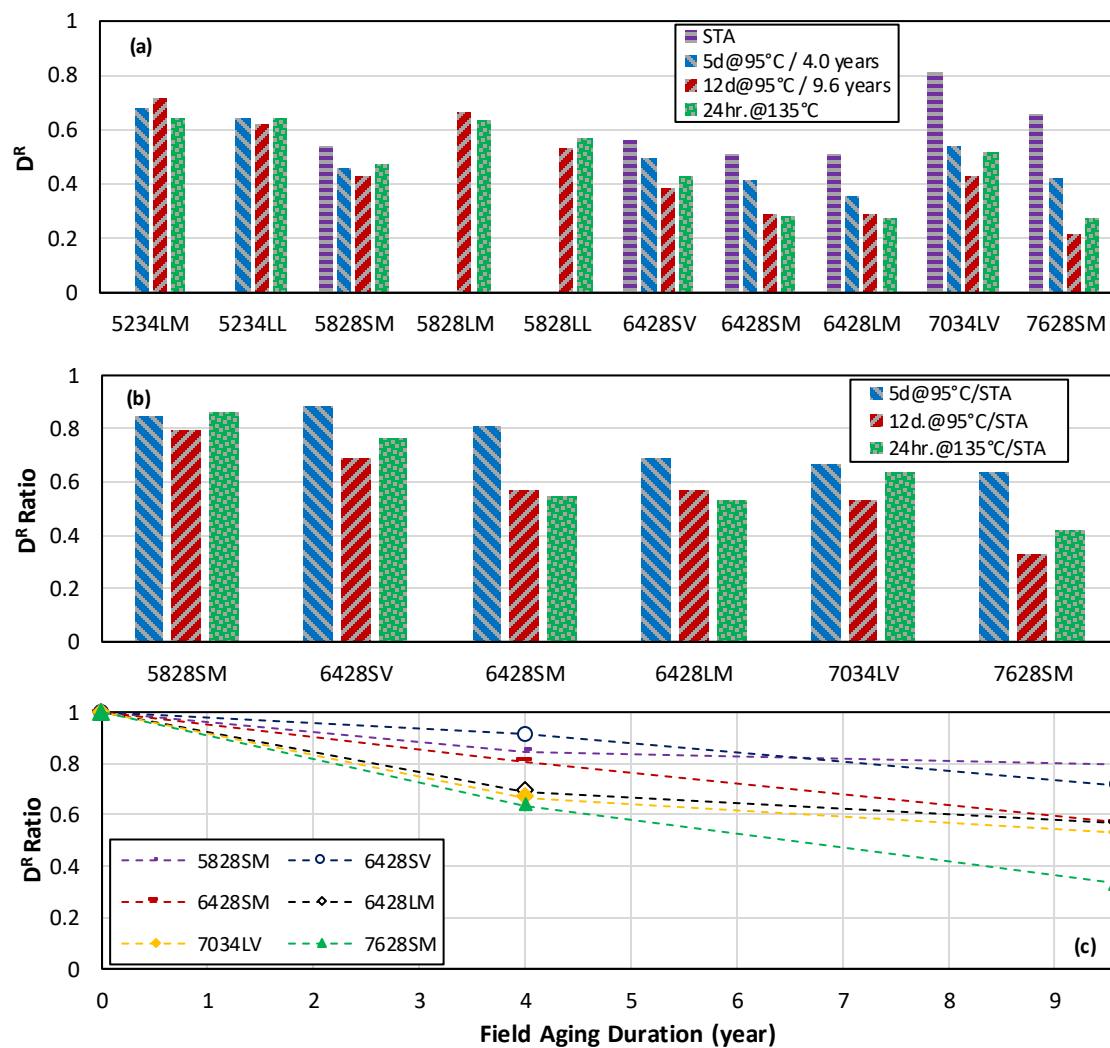 (a)
STA
5d@95°C / 4.0 years
12d@95°C / 9.6 years
24hr.@135°C
1
0.8
0.6
0.4
0.2
0
D^R
5234LM 5234LL 5828SM 5828LM 5828LL 6428SV 6428SM 6428LM 7034LV 7628SM
(b)
5d@95°C/STA
12d.@95°C/STA
24hr.@135°C/STA
1
0.8
0.6
0.4
0.2
0
D^R Ratio
5828SM 6428SV 6428SM 6428LM 7034LV 7628SM
1
0.8
0.6
0.4
0.2
0
D^R Ratio
5828SM 6428SV
6428SM 6428LM
7034LV 7628SM
(c)
0 1 2 3 4 5 6 7 8 9
Field Aging Duration (year)